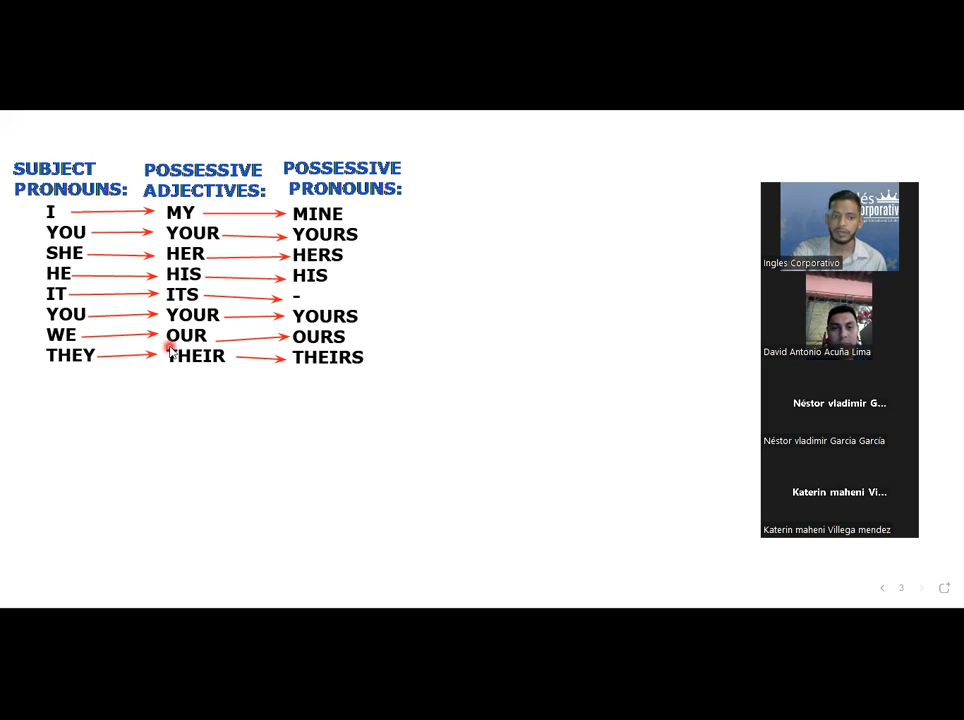 SUBJECT PRONOUNS:
POSSESSIVE ADJECTIVES:
POSSESSIVE PRONOUNS:
I MY MINE
YOU YOUR YOURS
SHE HER HERS
HE HIS HIS
IT ITS -
YOU YOUR YOURS
WE OUR OURS
THEY THEIR THEIRS
Ingles Corporativo
David Antonio Acuña Lima
Néstor vladimir G...
Néstor vladimir Garcia García
Katerin maheni Vi...
Katerin maheni Villega mendez
3